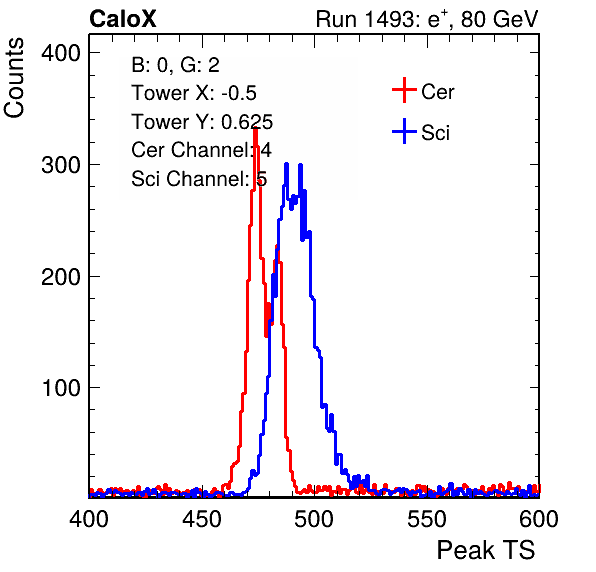 CaloX Run 1493: e+, 80 GeV
Counts
B: 0, G: 2
Tower X: -0.5
Tower Y: 0.625
Cer Channel: 4
Sci Channel: 5
Cer
Sci
400
300
200
100
400 450 500 550 600
Peak TS